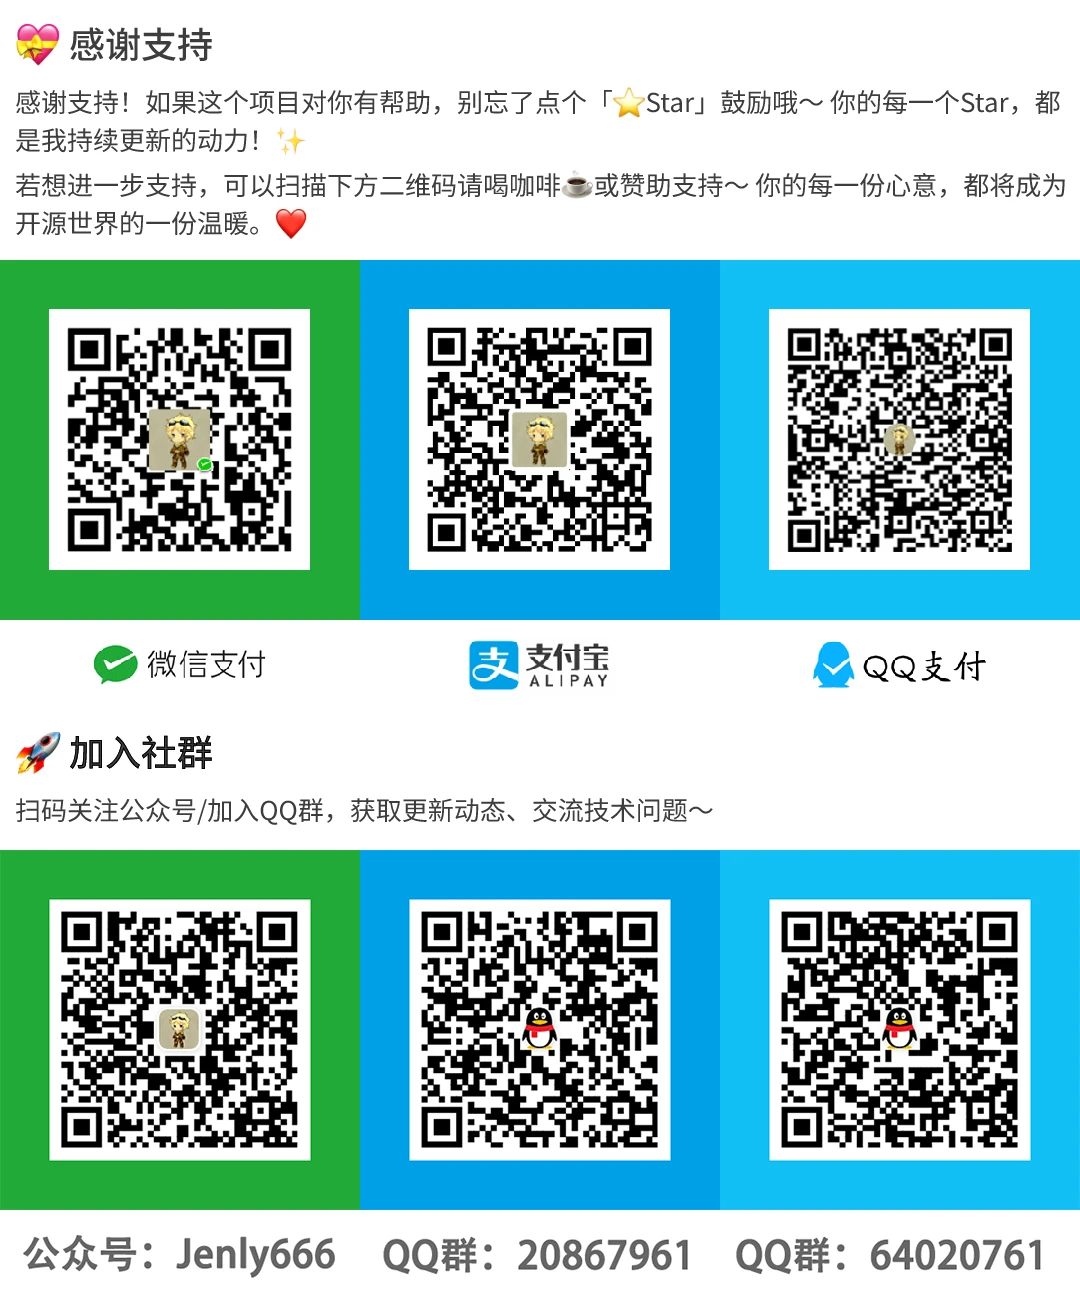 感谢支持
感谢支持！如果这个项目对你有帮助，别忘了点个「⭐Star」鼓励哦～ 你的每一个Star，都
是我持续更新的动力！✨
若想进一步支持，可以扫描下方二维码请喝咖啡☕或赞助支持～ 你的每一份心意，都将成为
开源世界的一份温暖。❤️
微信支付
支 支付宝
ALIPAY
QQ支付
加入社群
扫码关注公众号/加入QQ群，获取更新动态、交流技术问题～
公众号：Jenly666
QQ群：20867961
QQ群：64020761